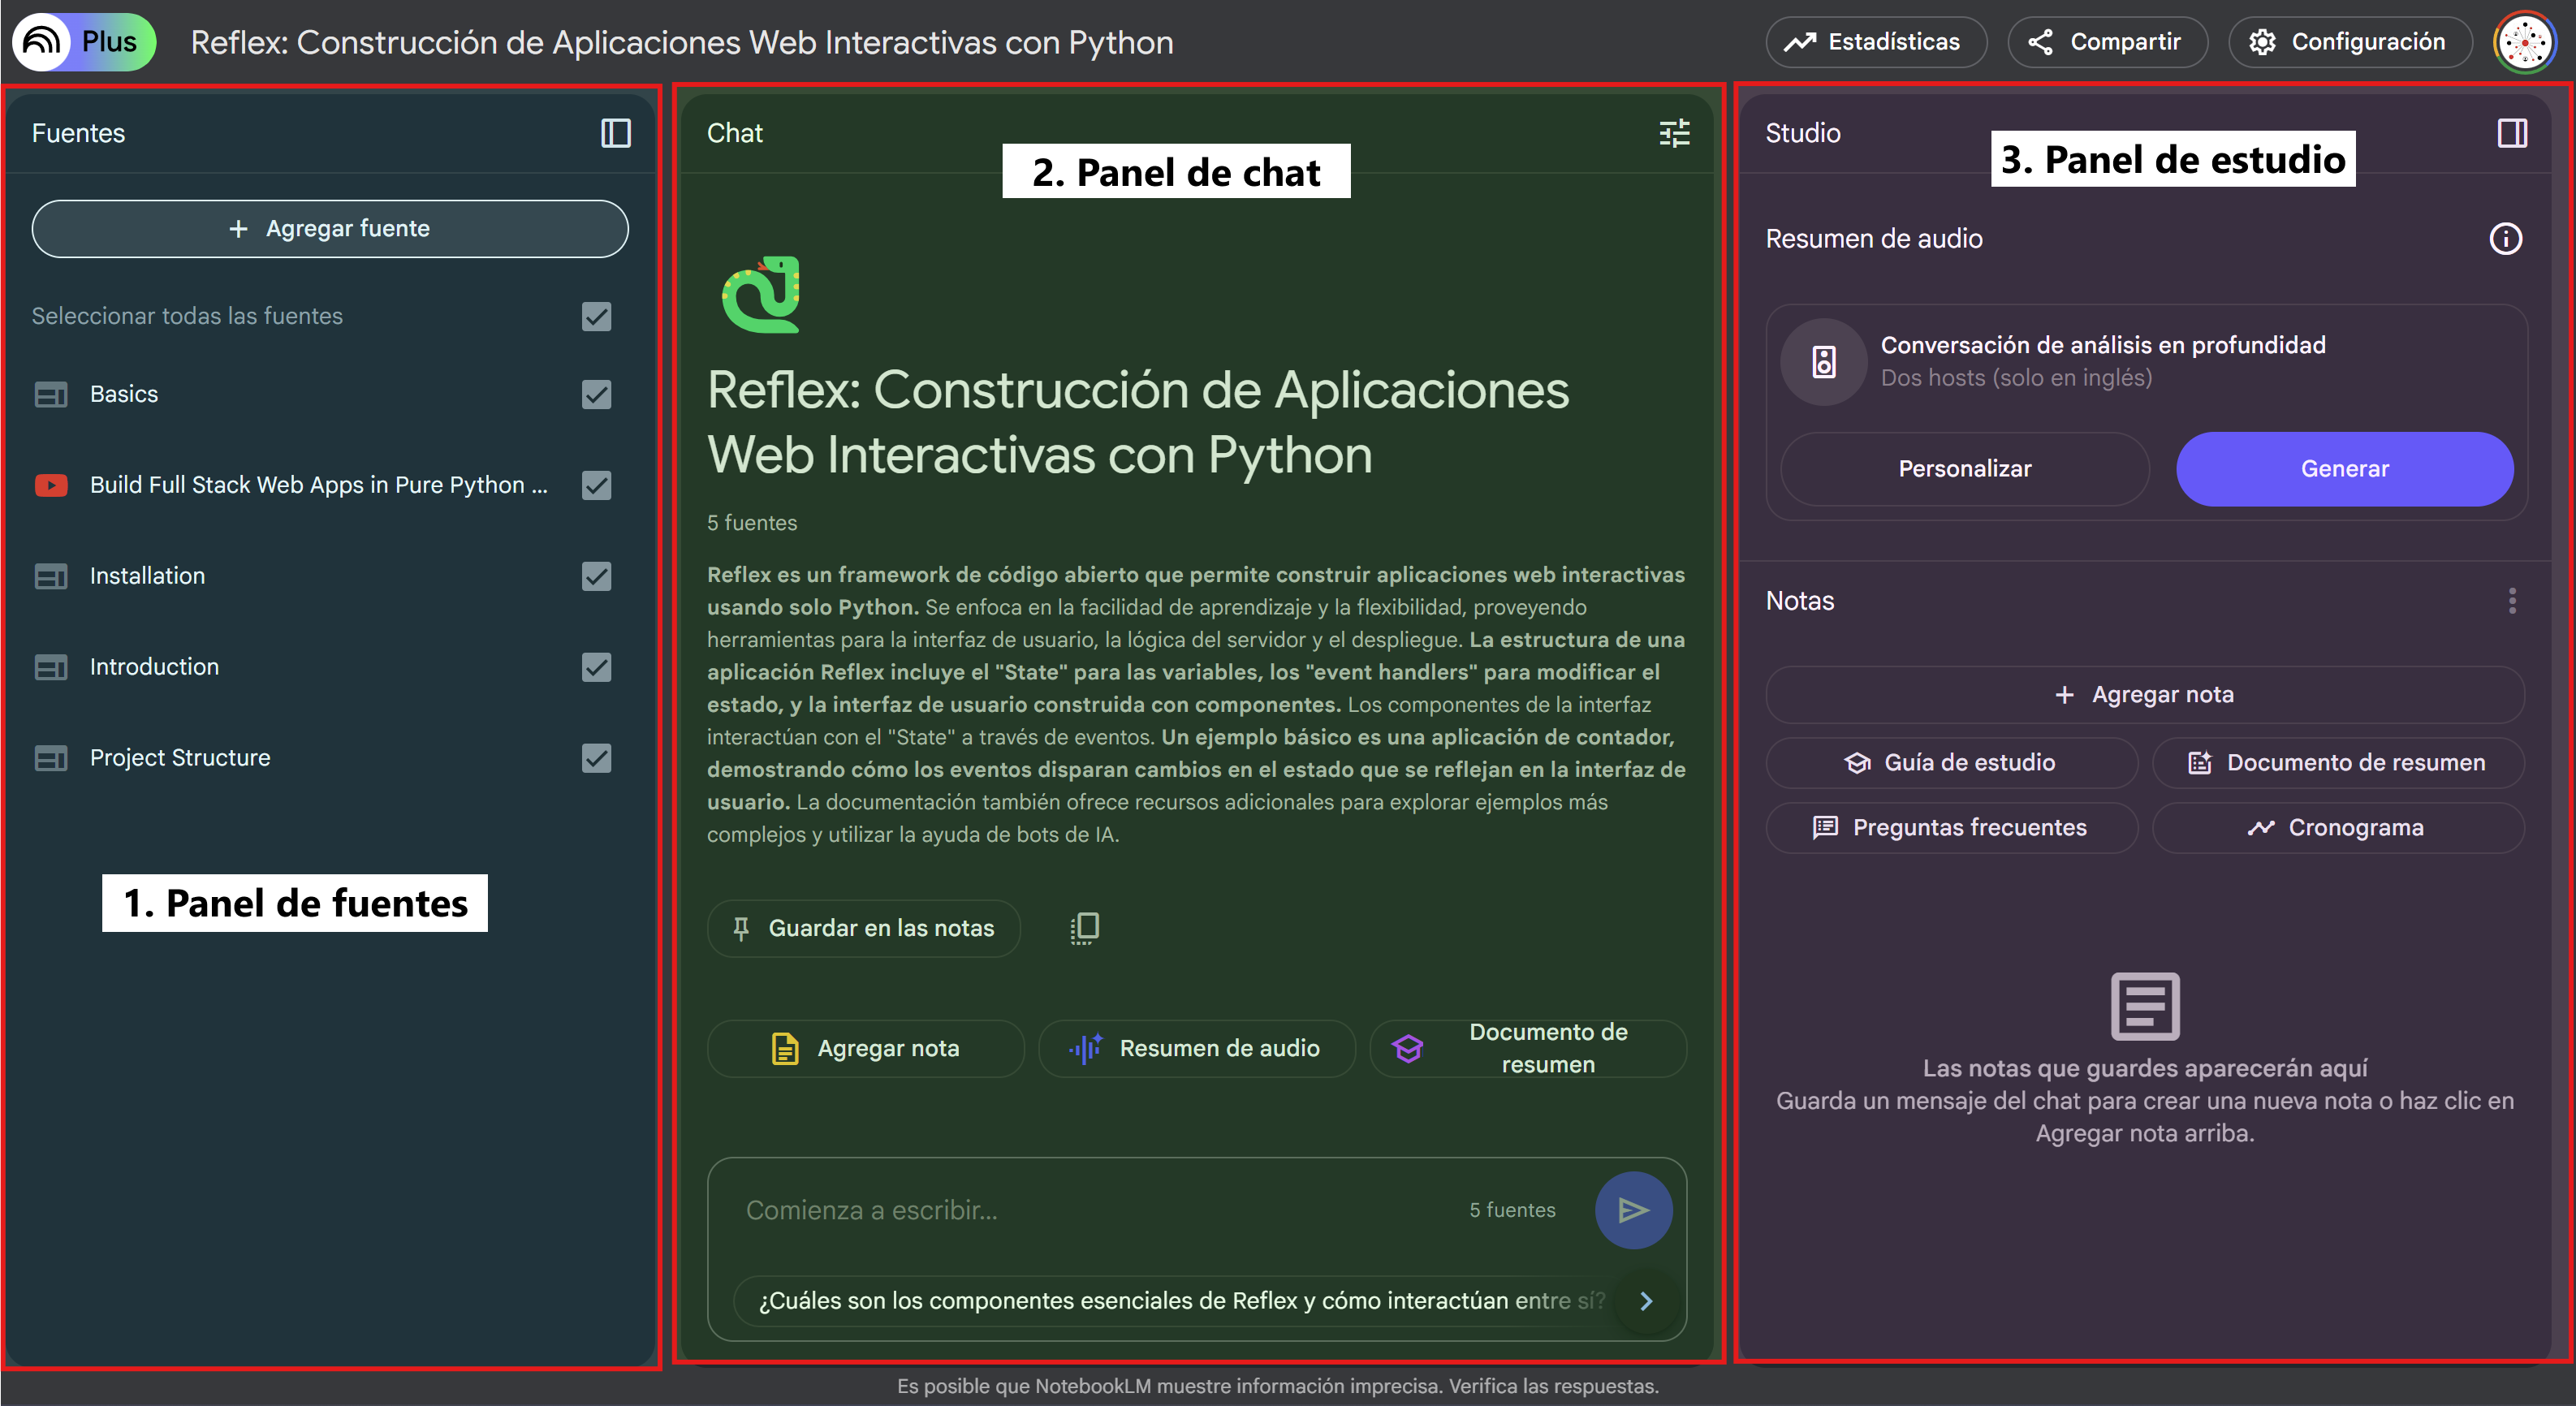 Plus
Reflex: Construcción de Aplicaciones Web Interactivas con Python
Estadísticas
Compartir
Configuración
Fuentes
+ Agregar fuente
Seleccionar todas las fuentes
Basics
Build Full Stack Web Apps in Pure Python ...
Installation
Introduction
Project Structure
1. Panel de fuentes
Chat
2. Panel de chat
Reflex: Construcción de Aplicaciones
Web Interactivas con Python
5 fuentes
Reflex es un framework de código abierto que permite construir aplicaciones web interactivas
usando solo Python. Se enfoca en la facilidad de aprendizaje y la flexibilidad, proveyendo
herramientas para la interfaz de usuario, la lógica del servidor y el despliegue. La estructura de una
aplicación Reflex incluye el "State" para las variables, los "event handlers" para modificar el
estado, y la interfaz de usuario construida con componentes. Los componentes de la interfaz
interactúan con el "State" a través de eventos. Un ejemplo básico es una aplicación de contador,
demostrando cómo los eventos disparan cambios en el estado que se reflejan en la interfaz de
usuario. La documentación también ofrece recursos adicionales para explorar ejemplos más
complejos y utilizar la ayuda de bots de IA.
Guardar en las notas
Agregar nota
Resumen de audio
Documento de
resumen
Comienza a escribir...
5 fuentes
¿Cuáles son los componentes esenciales de Reflex y cómo interactúan entre sí?
Studio
3. Panel de estudio
Resumen de audio
Conversación de análisis en profundidad
Dos hosts (solo en inglés)
Personalizar
Generar
Notas
+ Agregar nota
Guía de estudio
Documento de resumen
Preguntas frecuentes
Cronograma
Las notas que guardes aparecerán aquí
Guarda un mensaje del chat para crear una nueva nota o haz clic en
Agregar nota arriba.
Es posible que NotebookLM muestre información imprecisa. Verifica las respuestas.